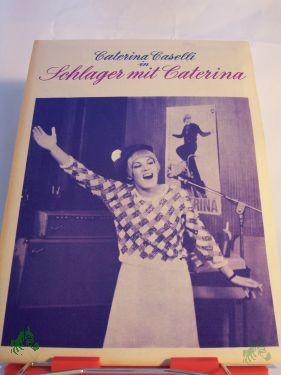 Caterina Caselli
in
Schlager mit Caterina
RINA